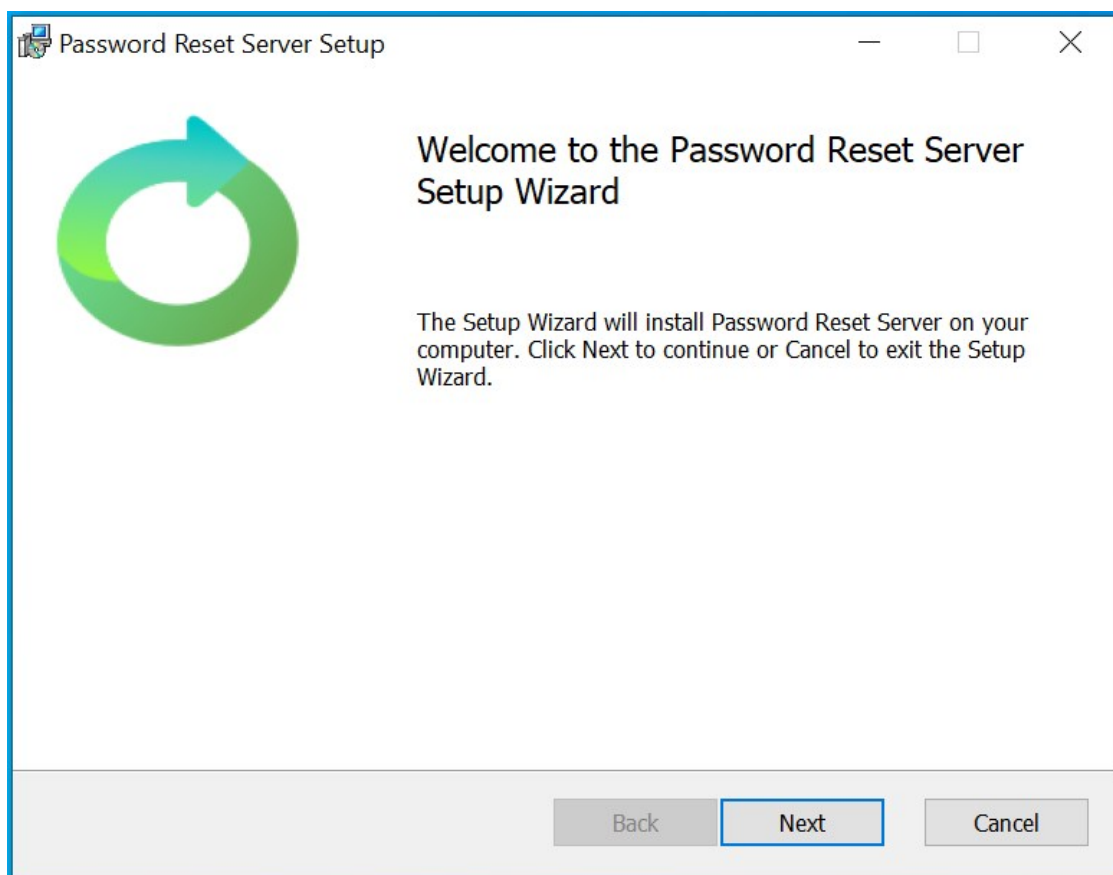 Password Reset Server Setup
Welcome to the Password Reset Server
Setup Wizard
The Setup Wizard will install Password Reset Server on your
computer. Click Next to continue or Cancel to exit the Setup
Wizard.
Back Next Cancel